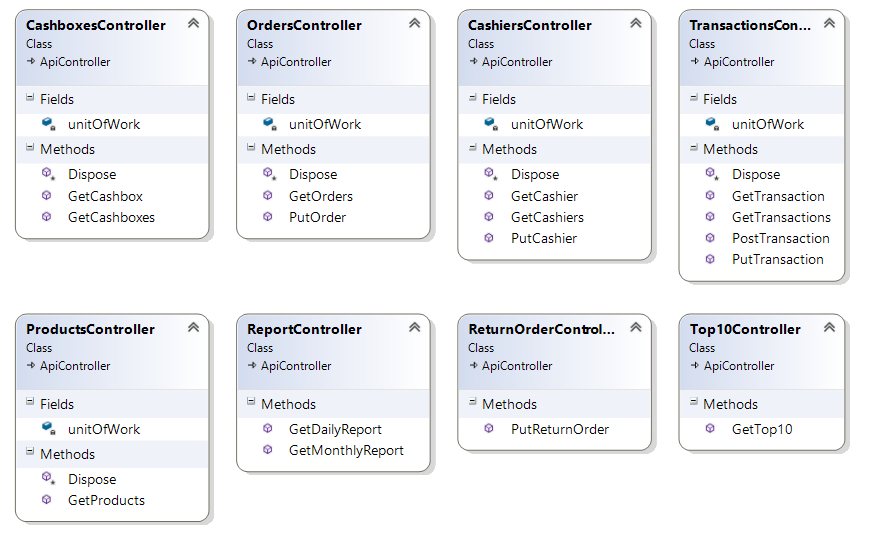 CashboxesController
Class
ApiController
Fields
unitOfWork
Methods
Dispose
GetCashbox
GetCashboxes
OrdersController
Class
ApiController
Fields
unitOfWork
Methods
Dispose
GetOrders
PutOrder
CashiersController
Class
ApiController
Fields
unitOfWork
Methods
Dispose
GetCashier
GetCashiers
PutCashier
TransactionsCon...
Class
ApiController
Fields
unitOfWork
Methods
Dispose
GetTransaction
GetTransactions
PostTransaction
PutTransaction
ProductsController
Class
ApiController
Fields
unitOfWork
Methods
Dispose
GetProducts
ReportController
Class
ApiController
Methods
GetDailyReport
GetMonthlyReport
ReturnOrderControl...
Class
ApiController
Methods
PutReturnOrder
Top10Controller
Class
ApiController
Methods
GetTop10